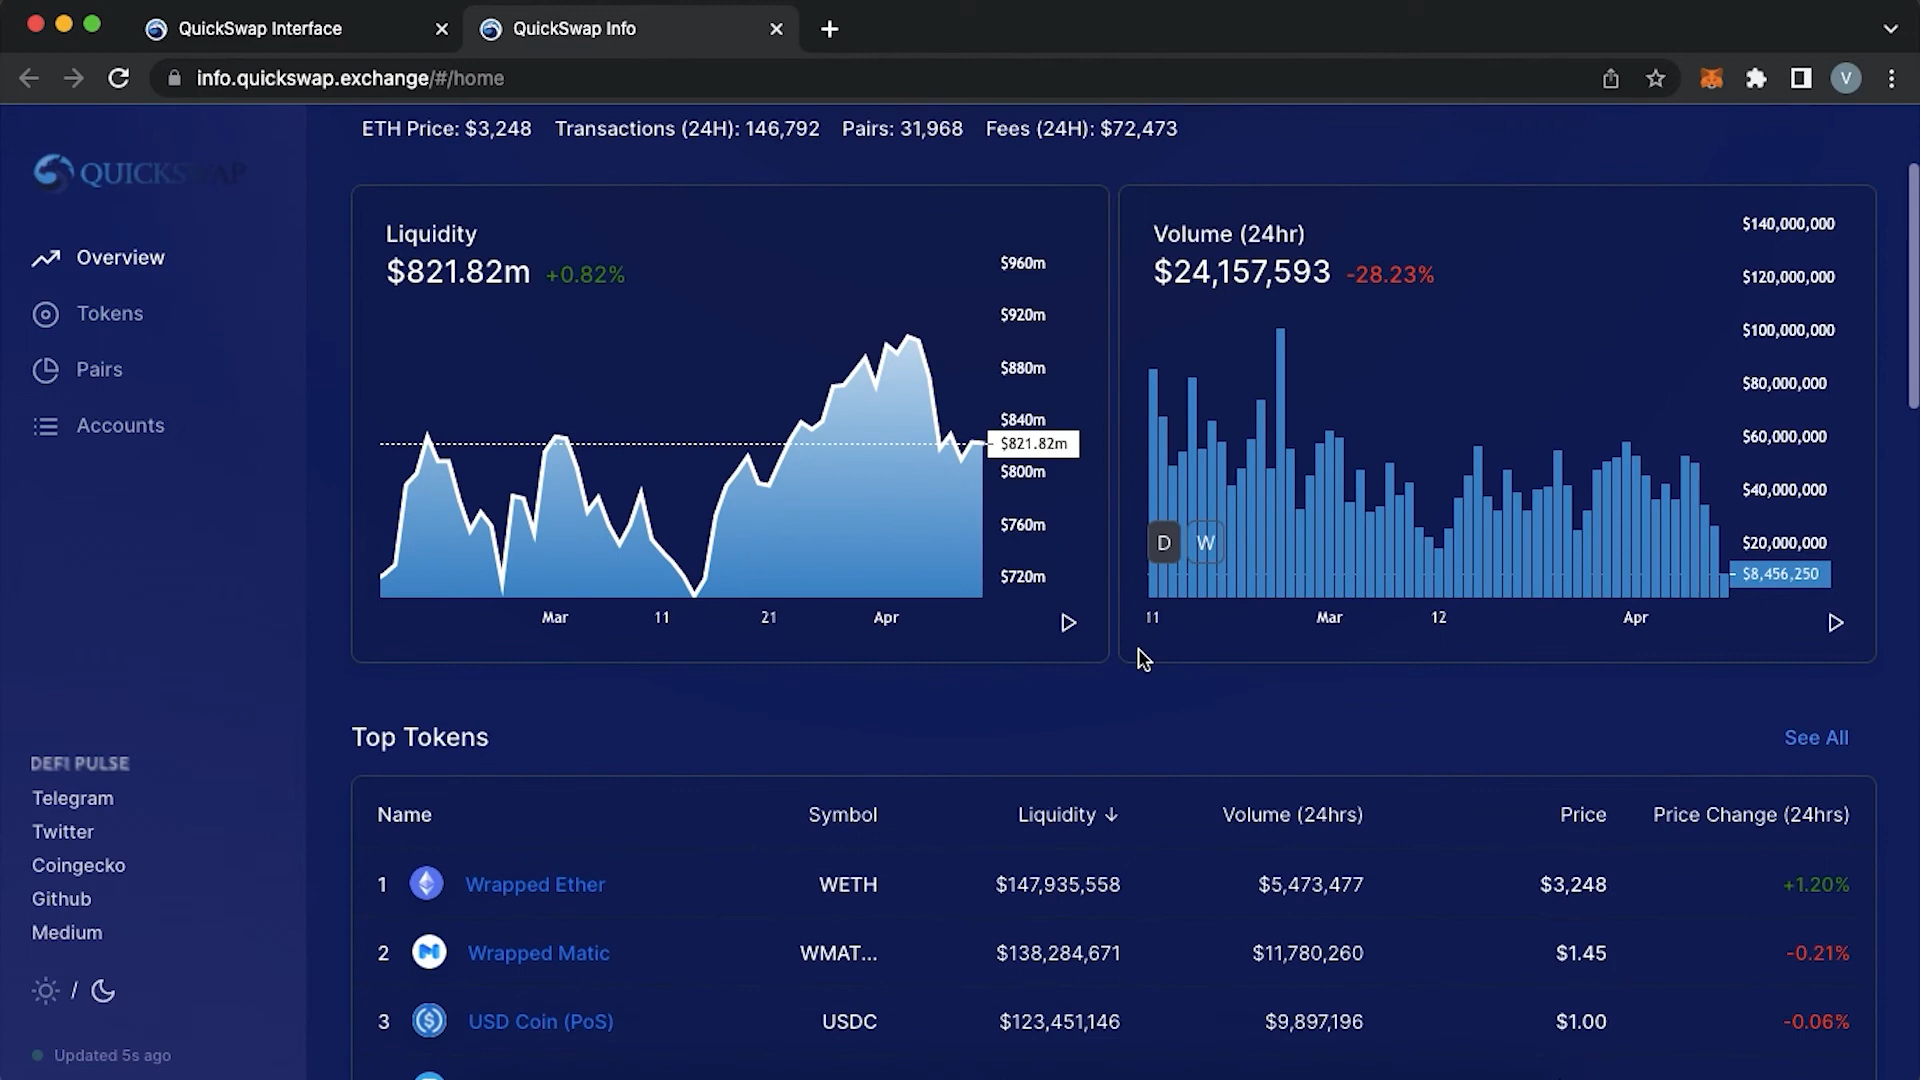 QuickSwap Interface
QuickSwap Info
info.quickswap.exchange/#/home
V
ETH Price: $3,248 Transactions (24H): 146,792 Pairs: 31,968 Fees (24H): $72,473
QUICKSWAP
Overview
Tokens
Pairs
Accounts
Liquidity
$821.82m +0.82%
$960m
$920m
$880m
$840m
$821.82m
$800m
$760m
$720m
Mar 11 21 Apr
Volume (24hr)
$24,157,593 -28.23%
$140,000,000
$120,000,000
$100,000,000
$80,000,000
$60,000,000
$40,000,000
$20,000,000
$8,456,250
D W
11 Mar 12 Apr
Top Tokens
See All
Name Symbol Liquidity ↓ Volume (24hrs) Price Price Change (24hrs)
1 Wrapped Ether WETH $147,935,558 $5,473,477 $3,248 +1.20%
2 Wrapped Matic WMAT... $138,284,671 $11,780,260 $1.45 -0.21%
3 USD Coin (PoS) USDC $123,451,146 $9,897,196 $1.00 -0.06%
DEFI PULSE
Telegram
Twitter
Coingecko
Github
Medium
/
Updated 5s ago